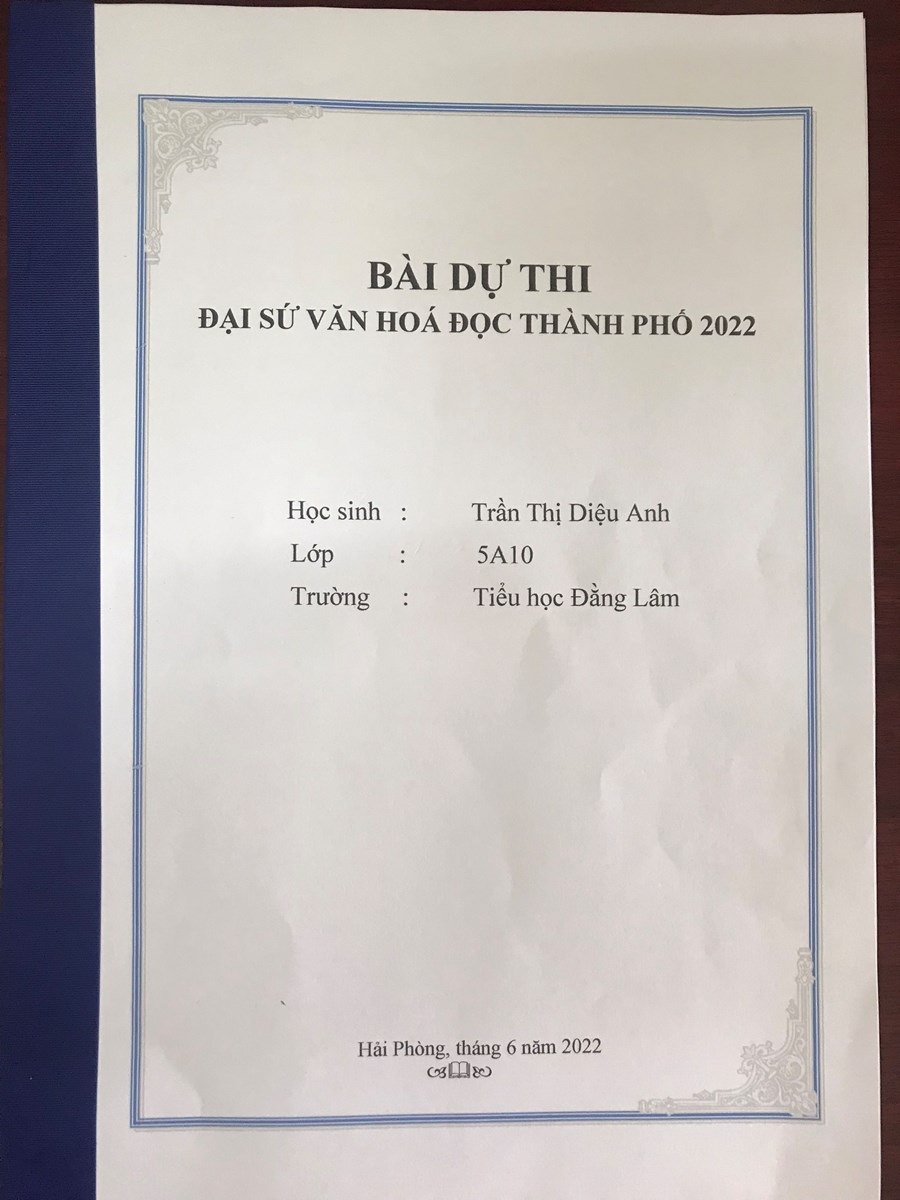 BÀI DỰ THI
ĐẠI SỨ VĂN HOÁ ĐỌC THÀNH PHỐ 2022
Học sinh : Trần Thị Diệu Anh
Lớp : 5A10
Trường : Tiểu học Đằng Lâm
Hải Phòng, tháng 6 năm 2022